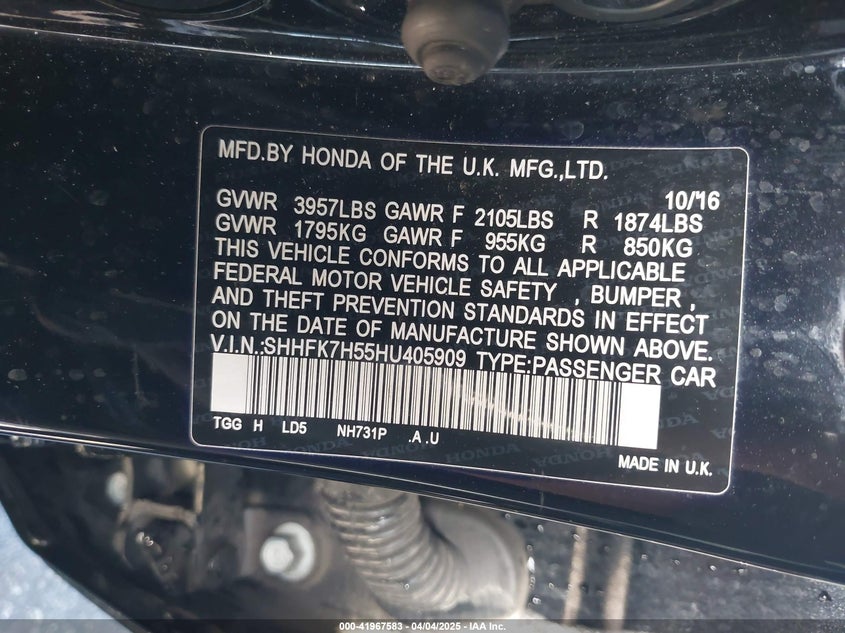 MFD.BY HONDA OF THE U.K. MFG.,LTD.
10/'16
GVWR 3957LBS GAWR F 2105LBS R 1874LBS
GVWR 1795KG GAWR F 955KG R 850KG
THIS VEHICLE CONFORMS TO ALL APPLICABLE
FEDERAL MOTOR VEHICLE SAFETY , BUMPER ,
AND THEFT PREVENTION STANDARDS IN EFFECT
ON THE DATE OF MANUFACTURE SHOWN ABOVE.
V.I.N.:SHHFK7H55HU405909 TYPE:PASSENGER CAR
TGG H LD5 NH731P .A .U
HONDA HONDA HONDA
MADE IN U.K.
000-41967583 - 04/04/2025 - IAA Inc.